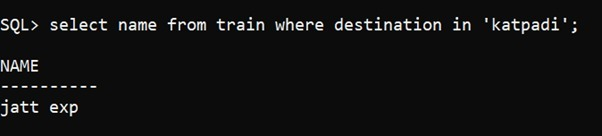 SQL> select name from train where destination in 'katpadi';
NAME
----------
jatt exp